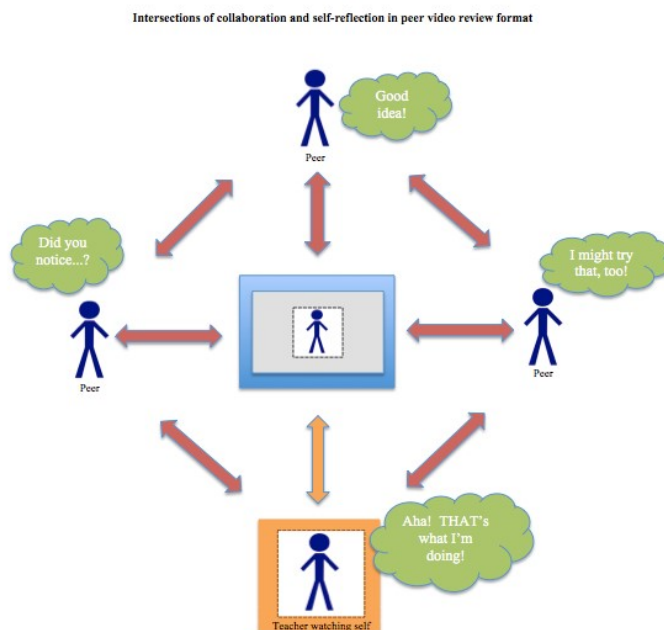 Intersections of collaboration and self-reflection in peer video review format
Good
idea!
Peer
Did you
notice...?
Peer
I might try
that, too!
Peer
Aha!  THAT's
what I'm
doing!
Teacher watching self